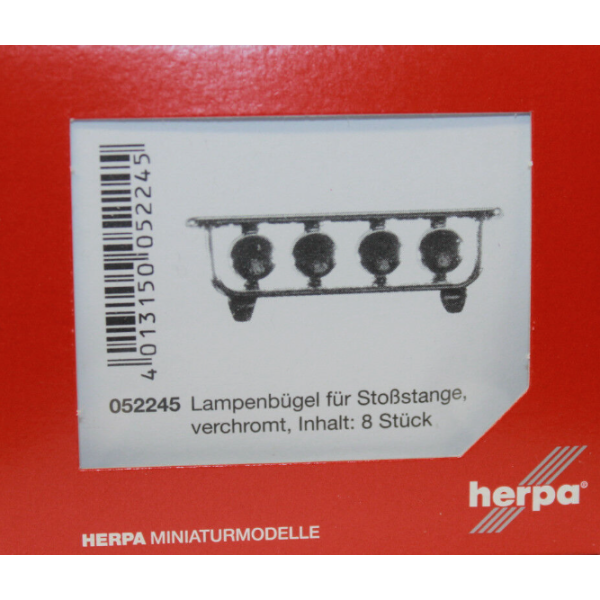 4 013150 052245
052245 Lampenbügel für Stoßstange,
verchromt, Inhalt: 8 Stück
herpa®
HERPA MINIATURMODELLE